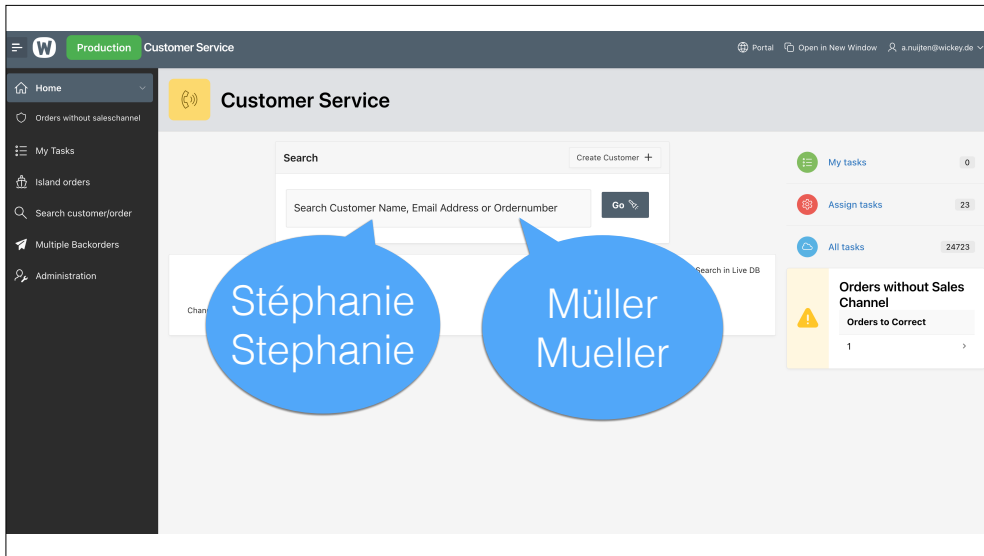 W
Production
Customer Service
Portal
Open in New Window
a.nuijten@wickey.de
Home
Orders without saleschannel
My Tasks
Island orders
Search customer/order
Multiple Backorders
Administration
Customer Service
Search
Create Customer +
Search Customer Name, Email Address or Ordernumber
Go
Search in Live DB
Stéphanie
Stephanie
Müller
Mueller
My tasks 0
Assign tasks 23
All tasks 24723
Orders without Sales
Channel
Orders to Correct
1